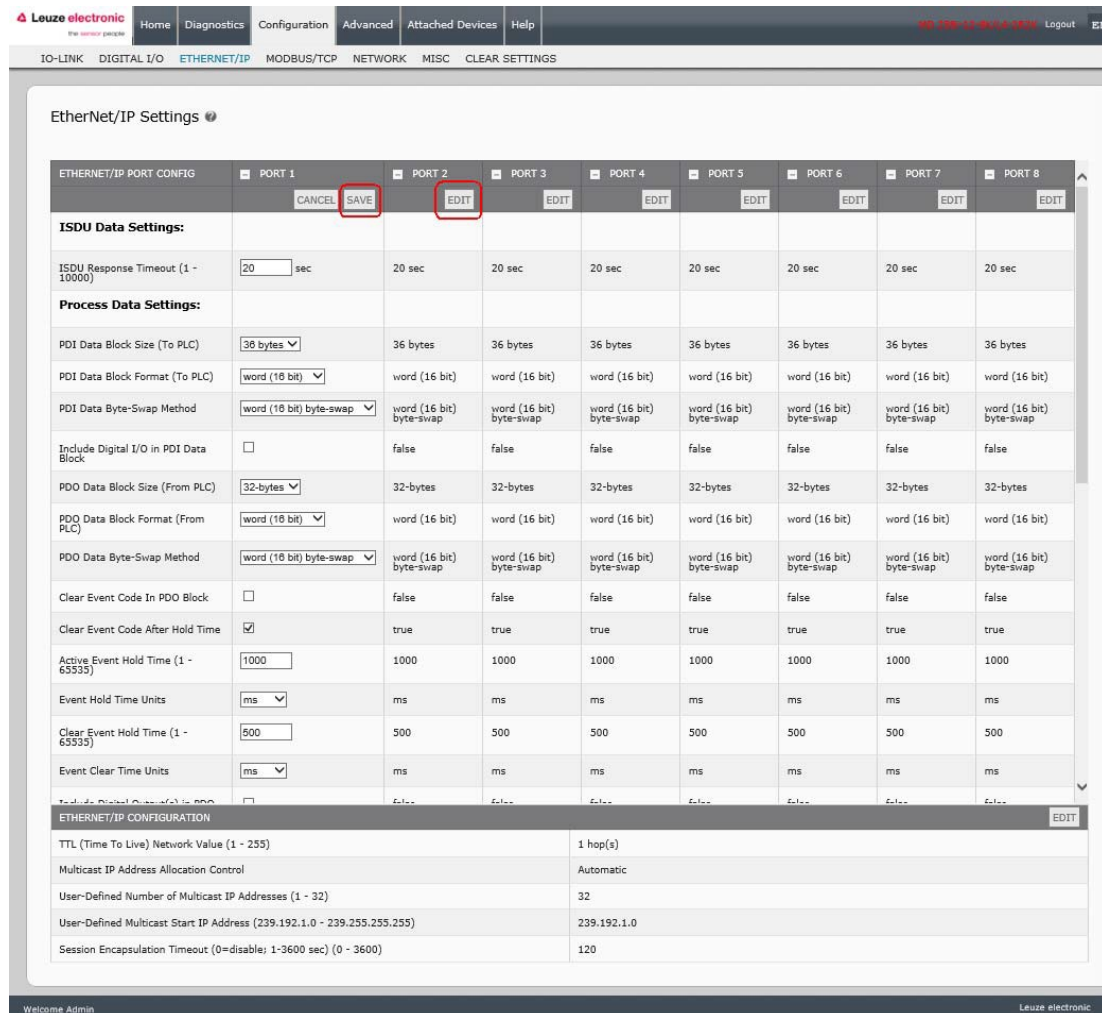 Leuze electronic
the sensor people
Home Diagnostics Configuration Advanced Attached Devices Help
Logout
IO-LINK DIGITAL I/O ETHERNET/IP MODBUS/TCP NETWORK MISC CLEAR SETTINGS
EtherNet/IP Settings
ETHERNET/IP PORT CONFIG PORT 1 PORT 2 PORT 3 PORT 4 PORT 5 PORT 6 PORT 7 PORT 8
CANCEL SAVE EDIT EDIT EDIT EDIT EDIT EDIT EDIT
ISDU Data Settings:
ISDU Response Timeout (1 - 10000) 20 sec 20 sec 20 sec 20 sec 20 sec 20 sec 20 sec 20 sec
Process Data Settings:
PDI Data Block Size (To PLC) 36 bytes 36 bytes 36 bytes 36 bytes 36 bytes 36 bytes 36 bytes 36 bytes
PDI Data Block Format (To PLC) word (16 bit) word (16 bit) word (16 bit) word (16 bit) word (16 bit) word (16 bit) word (16 bit) word (16 bit)
PDI Data Byte-Swap Method word (16 bit) byte-swap word (16 bit) byte-swap word (16 bit) byte-swap word (16 bit) byte-swap word (16 bit) byte-swap word (16 bit) byte-swap word (16 bit) byte-swap word (16 bit) byte-swap
Include Digital I/O in PDI Data Block false false false false false false false
PDO Data Block Size (From PLC) 32-bytes 32-bytes 32-bytes 32-bytes 32-bytes 32-bytes 32-bytes 32-bytes
PDO Data Block Format (From PLC) word (16 bit) word (16 bit) word (16 bit) word (16 bit) word (16 bit) word (16 bit) word (16 bit) word (16 bit)
PDO Data Byte-Swap Method word (16 bit) byte-swap word (16 bit) byte-swap word (16 bit) byte-swap word (16 bit) byte-swap word (16 bit) byte-swap word (16 bit) byte-swap word (16 bit) byte-swap word (16 bit) byte-swap
Clear Event Code In PDO Block false false false false false false false
Clear Event Code After Hold Time true true true true true true true
Active Event Hold Time (1 - 65535) 1000 1000 1000 1000 1000 1000 1000 1000
Event Hold Time Units ms ms ms ms ms ms ms ms
Clear Event Hold Time (1 - 65535) 500 500 500 500 500 500 500 500
Event Clear Time Units ms ms ms ms ms ms ms ms
Include Digital Output(s) in PDO false false false false false false false
ETHERNET/IP CONFIGURATION EDIT
TTL (Time To Live) Network Value (1 - 255) 1 hop(s)
Multicast IP Address Allocation Control Automatic
User-Defined Number of Multicast IP Addresses (1 - 32) 32
User-Defined Multicast Start IP Address (239.192.1.0 - 239.255.255.255) 239.192.1.0
Session Encapsulation Timeout (0=disable; 1-3600 sec) (0 - 3600) 120
Welcome Admin Leuze electronic